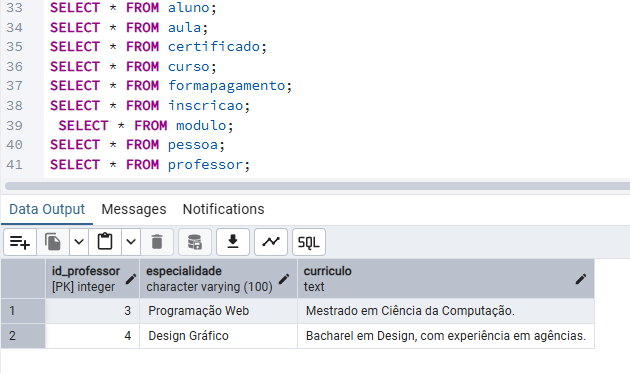 33 SELECT * FROM aluno;
34 SELECT * FROM aula;
35 SELECT * FROM certificado;
36 SELECT * FROM curso;
37 SELECT * FROM formapagamento;
38 SELECT * FROM inscricao;
39 SELECT * FROM modulo;
40 SELECT * FROM pessoa;
41 SELECT * FROM professor;
Data Output Messages Notifications
SQL
id_professor especialidade curriculo
[PK] integer character varying (100) text
1 3 Programação Web Mestrado em Ciência da Computação.
2 4 Design Gráfico Bacharel em Design, com experiência em agências.